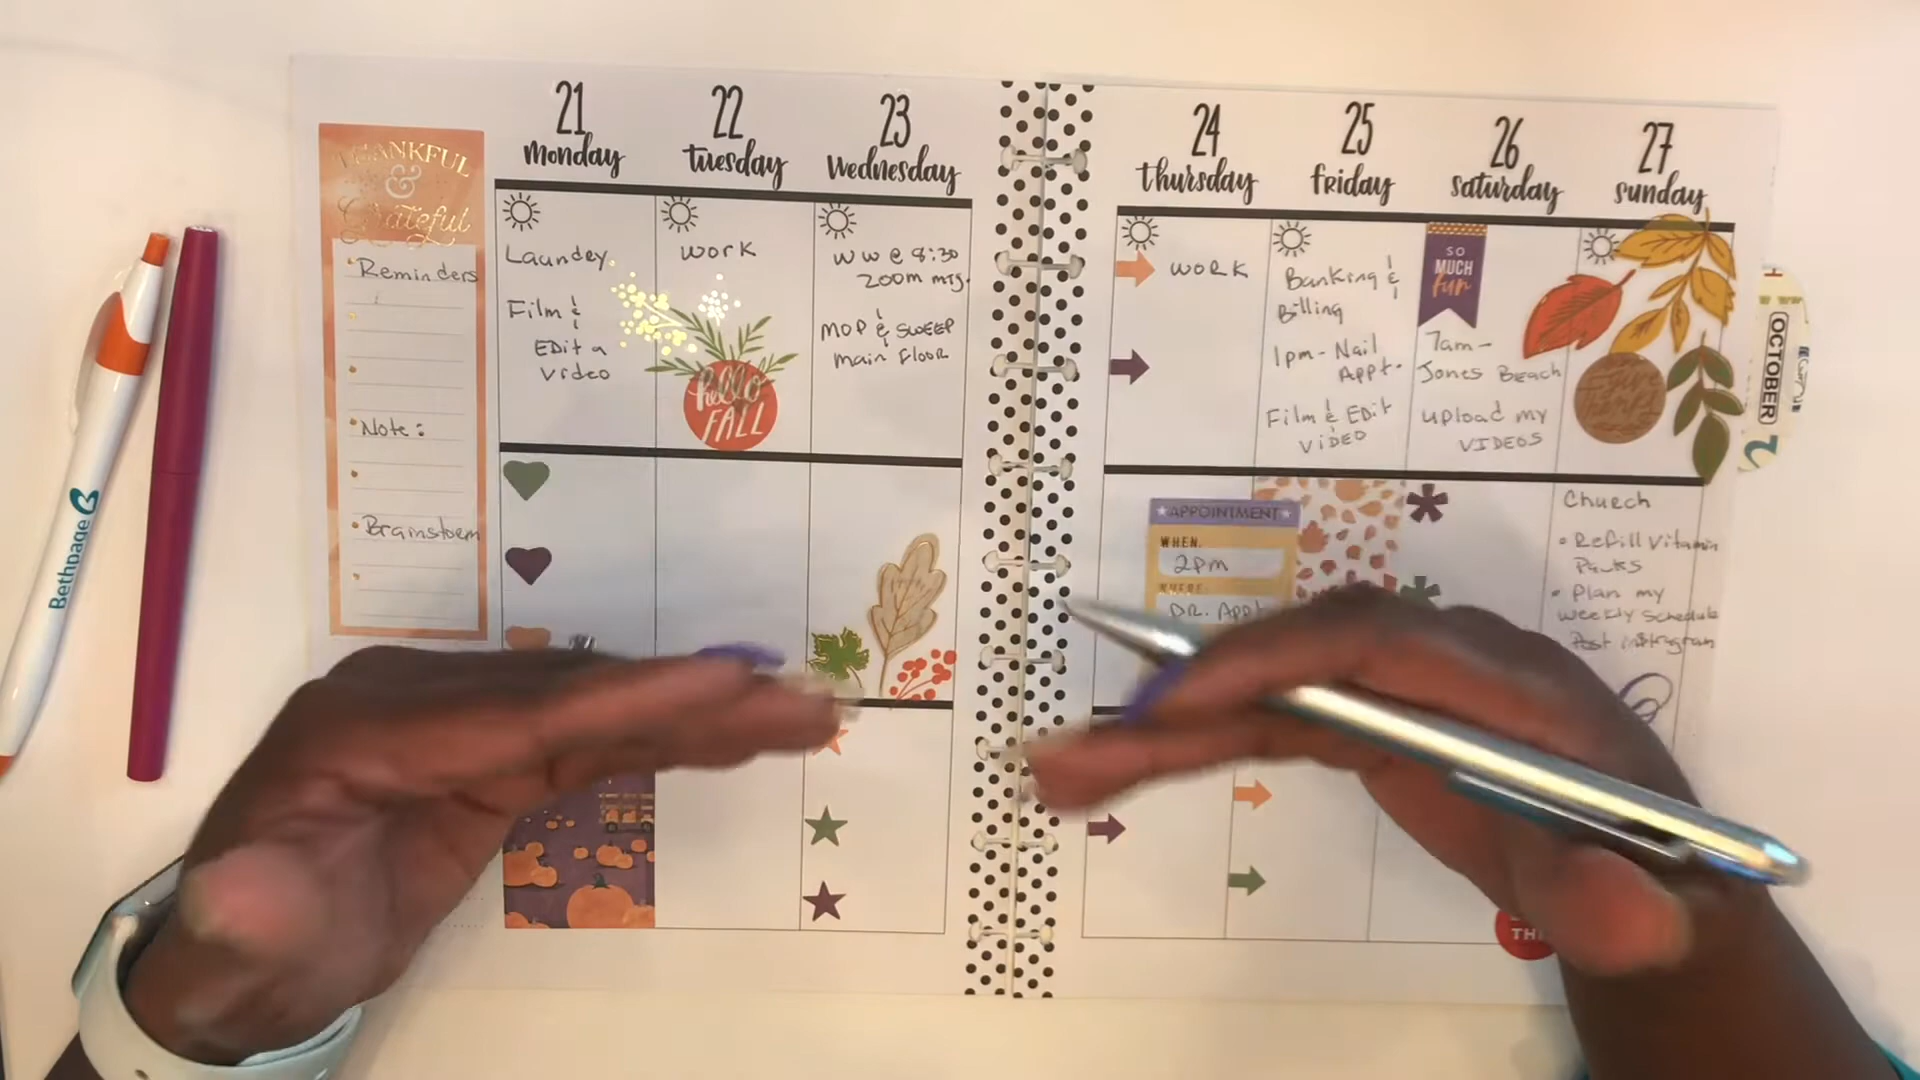 21
monday
22
tuesday
23
wednesday
24
thursday
25
friday
26
saturday
27
sunday
THANKFUL
&
Grateful
Reminders
Note:
Brainstorm
Laundry
Film &
Edit a
Video
WORK
hello
FALL
WW @ 8:30
zoom mtg.
MOP & SWEEP
main floor
WORK
Banking &
Billing
1pm - Nail
Appt.
Film & EDit
VIDEO
SO
MUCH
fun
7am -
Jones BEACH
upload my
VIDEOS
APPOINTMENT
WHEN:
2pm
WHERE:
DR. Appt
Church
• Refill Vitamin
Packs
• Plan my
weekly schedule
Post instagram
OCTOBER
Bethpage
TH